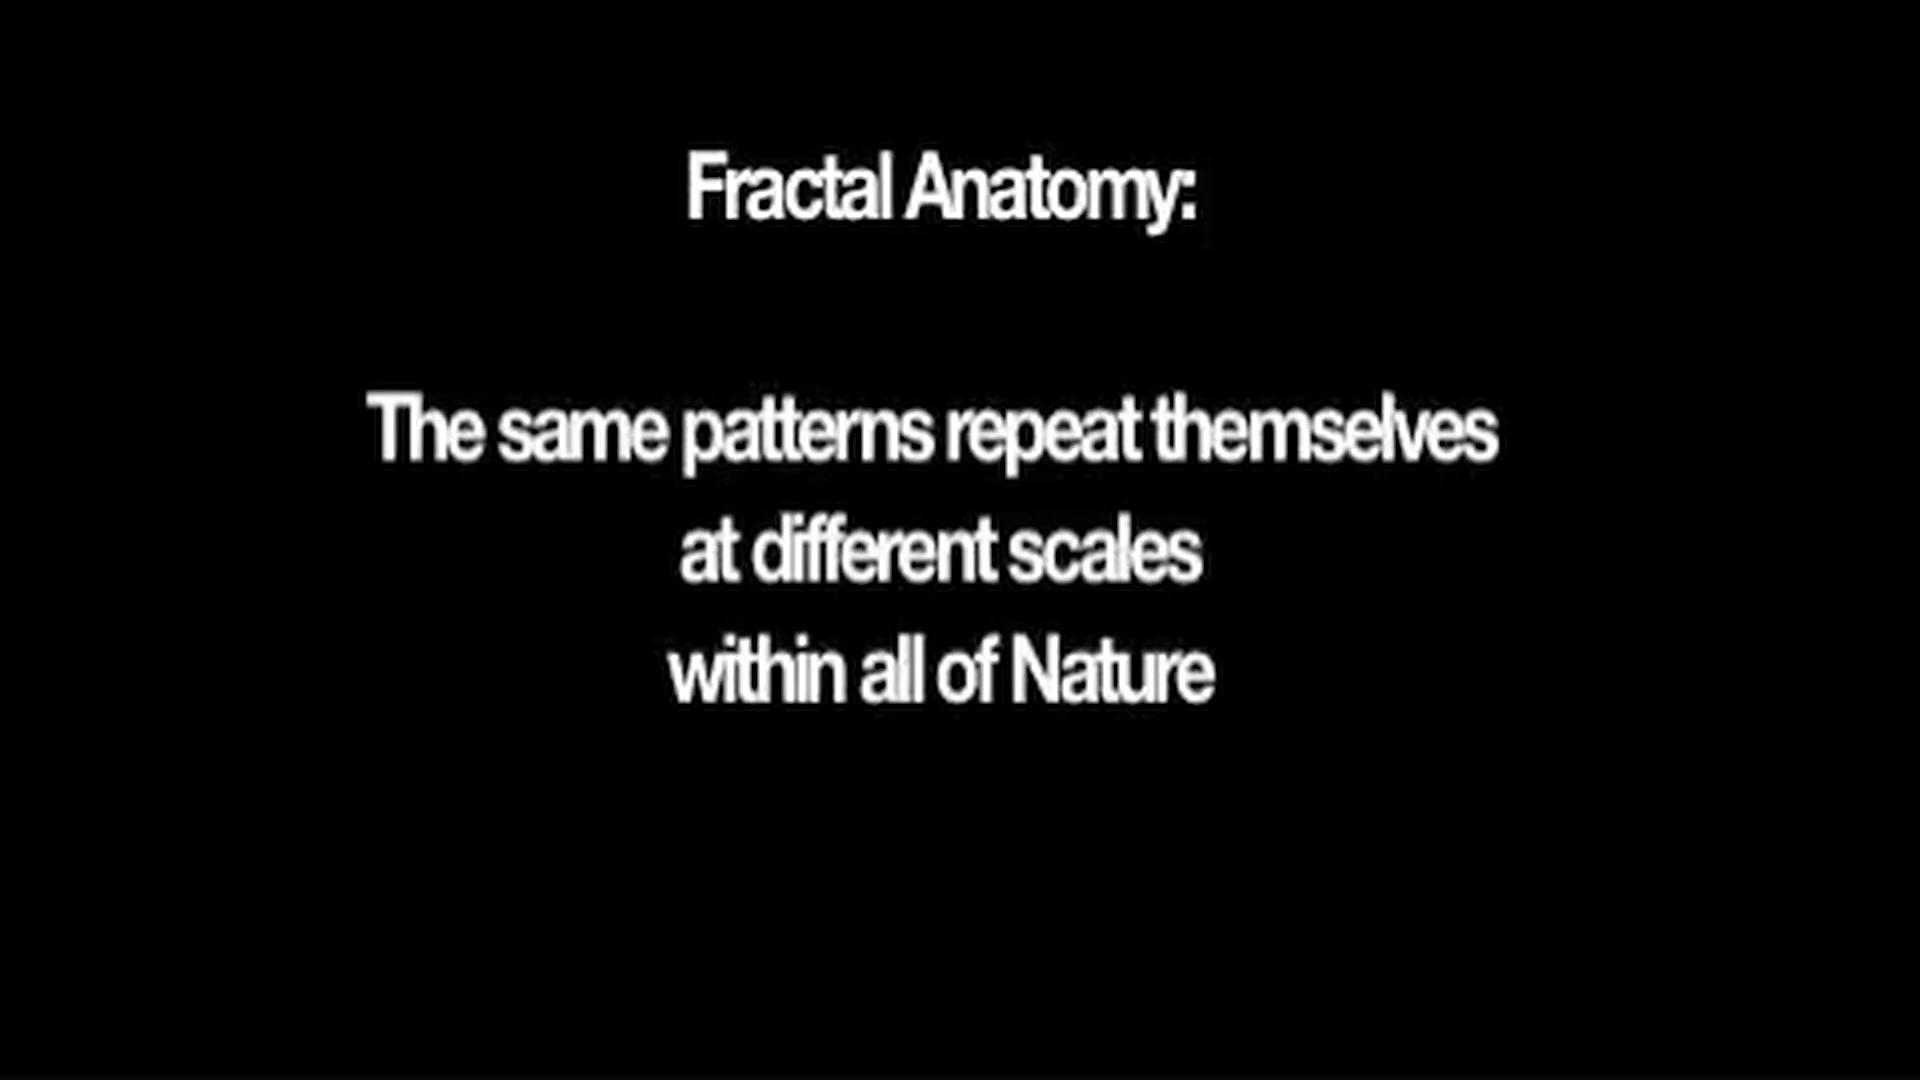 Fractal Anatomy:
The same patterns repeat themselves
at different scales
within all of Nature